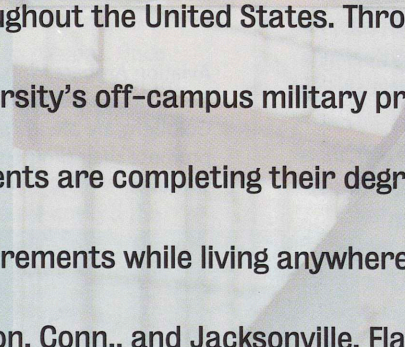 ughout the United States. Thro
rsity's off-campus military pr
ents are completing their degr
rements while living anywhere
on, Conn., and Jacksonville, Fla